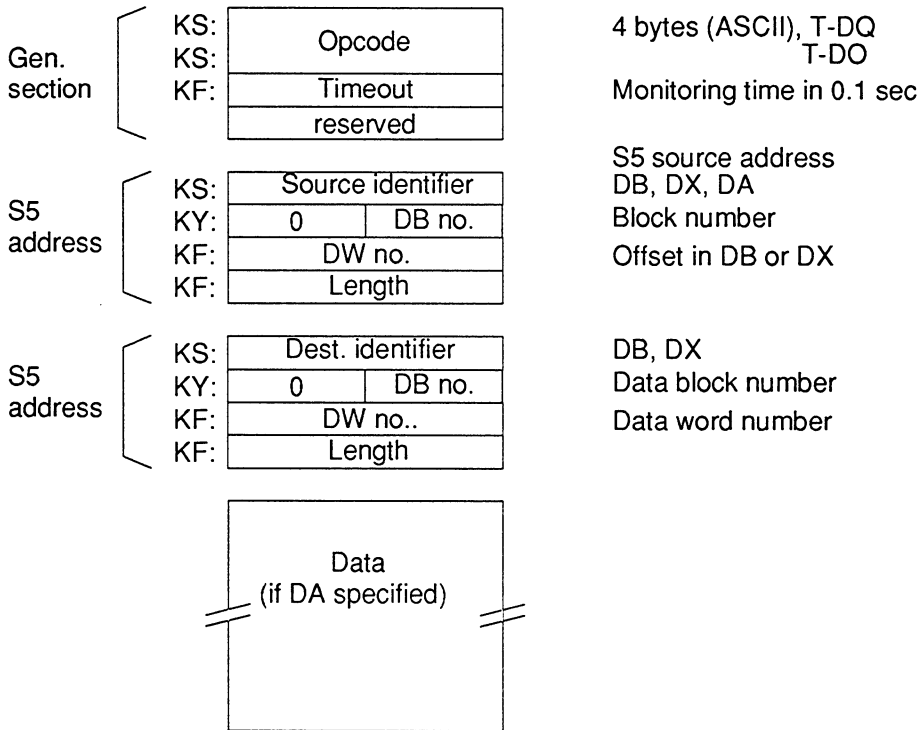 KS: Opcode 4 bytes (ASCII), T-DQ
KS: T-DO
Gen. section
KF: Timeout Monitoring time in 0.1 sec
reserved
S5 source address
KS: Source identifier DB, DX, DA
S5 address
KY: 0 DB no. Block number
KF: DW no. Offset in DB or DX
KF: Length
KS: Dest. identifier DB, DX
S5 address
KY: 0 DB no. Data block number
KF: DW no.. Data word number
KF: Length
Data
(if DA specified)